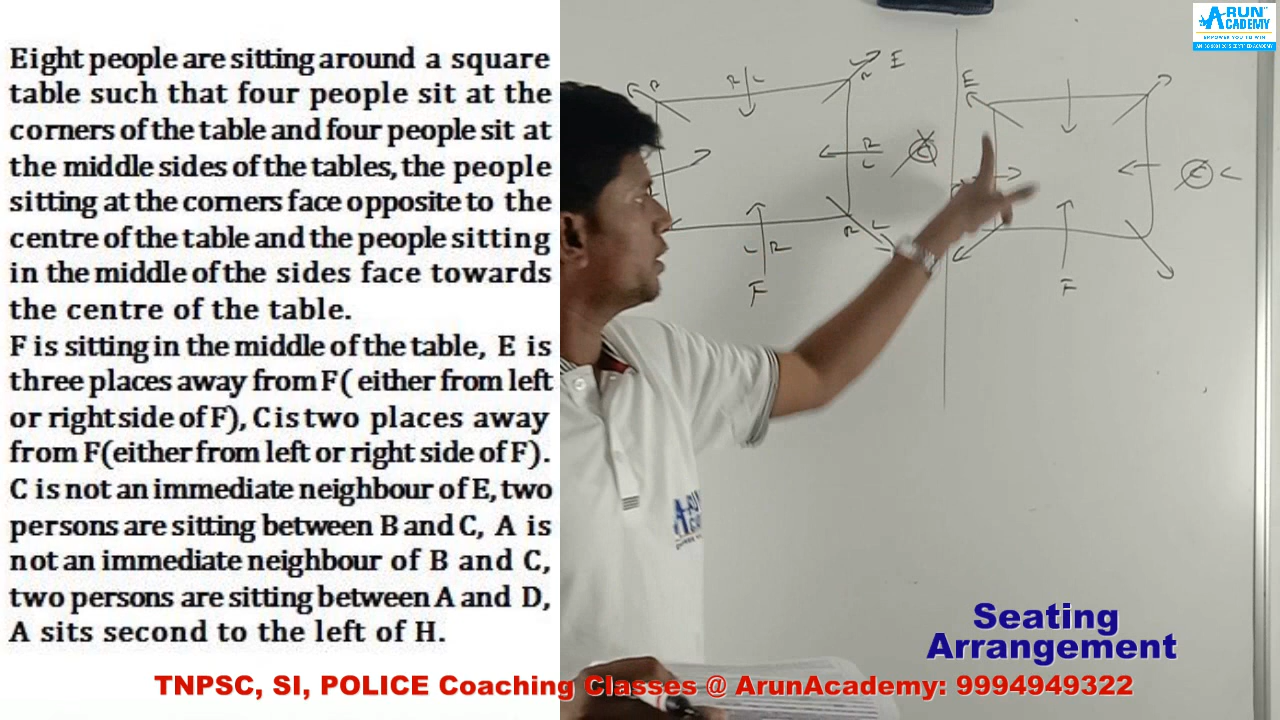 Eight people are sitting around a square
table such that four people sit at the
corners of the table and four people sit at
the middle sides of the tables, the people
sitting at the corners face opposite to the
centre of the table and the people sitting
in the middle of the sides face towards
the centre of the table.
F is sitting in the middle of the table, E is
three places away from F( either from left
or right side of F), C is two places away
from F(either from left or right side of F).
C is not an immediate neighbour of E, two
persons are sitting between B and C, A is
not an immediate neighbour of B and C,
two persons are sitting between A and D,
A sits second to the left of H.
R L
R
E
R
L
C
L R
R L
F
E
C
F
ARUN
ACADEMY
EMPOWER YOU TO WIN
Seating
Arrangement
TNPSC, SI, POLICE Coaching Classes @ ArunAcademy: 9994949322